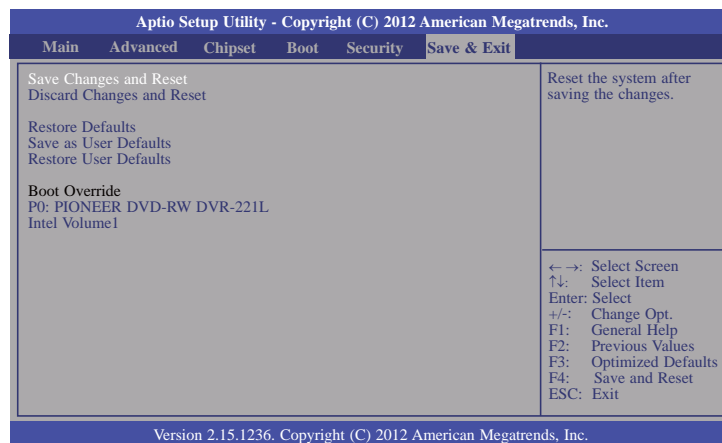 Aptio Setup Utility - Copyright (C) 2012 American Megatrends, Inc.
Main Advanced Chipset Boot Security Save & Exit
Save Changes and Reset
Discard Changes and Reset
Restore Defaults
Save as User Defaults
Restore User Defaults
Boot Override
P0: PIONEER DVD-RW DVR-221L
Intel Volume1
Reset the system after
saving the changes.
←→: Select Screen
↑↓: Select Item
Enter: Select
+/-: Change Opt.
F1: General Help
F2: Previous Values
F3: Optimized Defaults
F4: Save and Reset
ESC: Exit
Version 2.15.1236. Copyright (C) 2012 American Megatrends, Inc.